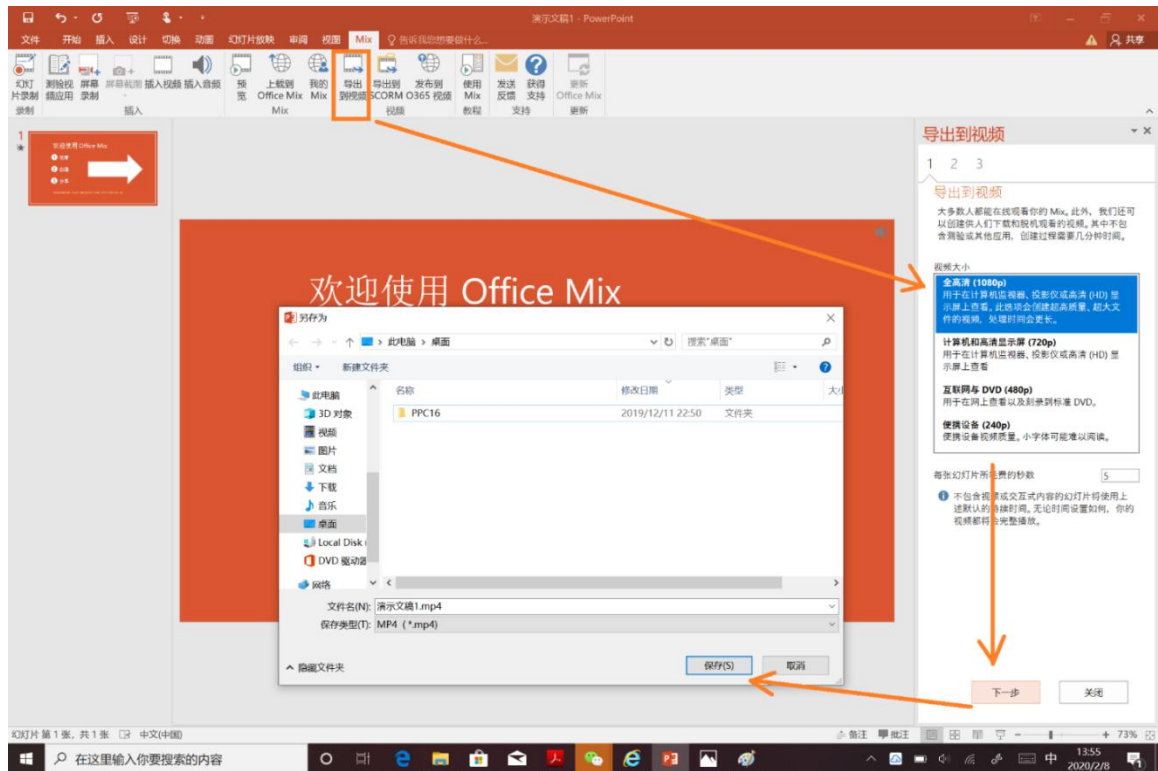 演示文稿1 - PowerPoint
文件 开始 插入 设计 切换 动画 幻灯片放映 审阅 视图 Mix 告诉我您想要做什么... 共享
幻灯片录制
测验视频应用
屏幕录制
屏幕截图
插入视频
插入音频
预览
上载到 Office Mix
我的 Mix
导出到视频
导出到 SCORM
发布到 O365 视频
使用 Mix
发送反馈
获得支持
更新 Office Mix
录制 插入 Mix 视频 教程 支持 更新
1
欢迎使用 Office Mix
欢迎使用 Office Mix
另存为
此电脑 › 桌面
搜索"桌面"
组织 新建文件夹
名称 修改日期 类型 大小
PPC16 2019/12/11 22:50 文件夹
此电脑
3D 对象
视频
图片
文档
下载
音乐
桌面
Local Disk
DVD 驱动器
网络
文件名(N): 演示文稿1.mp4
保存类型(T): MP4 (*.mp4)
隐藏文件夹
保存(S) 取消
导出到视频
1 2 3
导出到视频
大多数人都能在线观看你的 Mix。此外，我们还可
以创建供人们下载和脱机观看的视频。其中不包
含测验或其他应用，创建过程需要几分钟时间。
视频大小
全高清 (1080p)
用于在计算机监视器、投影仪或高清 (HD) 显
示屏上查看。此选项会创建超高质量、超大文
件的视频，处理时间会更长。
计算机和高清显示屏 (720p)
用于在计算机监视器、投影仪或高清 (HD) 显
示屏上查看
互联网与 DVD (480p)
用于在网上查看以及刻录到标准 DVD。
便携设备 (240p)
便携设备视频质量。小字体可能难以阅读。
每张幻灯片所花费的秒数 5
不包含视频或交互式内容的幻灯片将使用上
述默认的持续时间。无论时间设置如何，你的
视频都将会完整播放。
下一步 关闭
幻灯片 第 1 张，共 1 张 中文(中国) 备注 批注 73%
在这里输入你要搜索的内容
中
13:55
2020/2/8